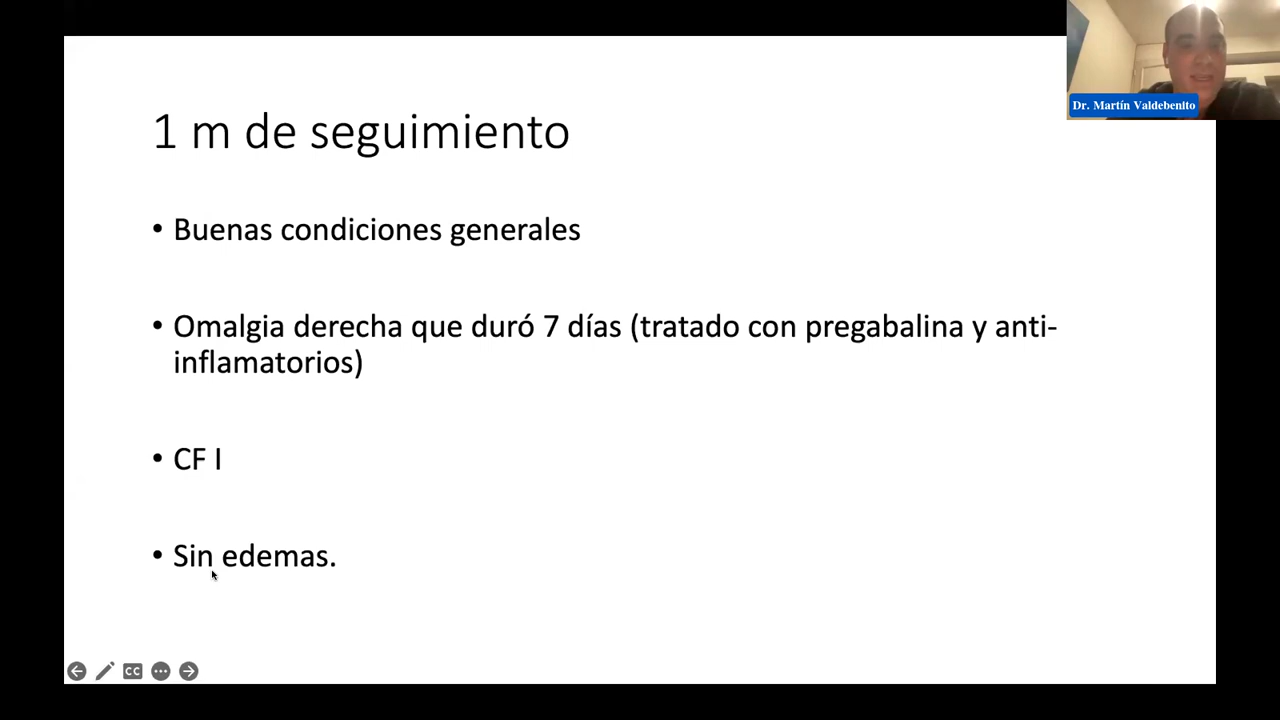 Dr. Martín Valdebenito
1 m de seguimiento
• Buenas condiciones generales
• Omalgia derecha que duró 7 días (tratado con pregabalina y anti-
inflamatorios)
• CF I
• Sin edemas.
CC